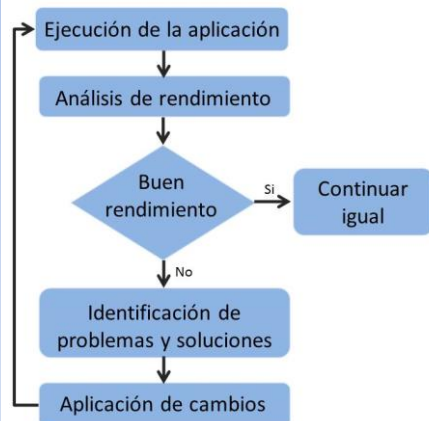 Ejecución de la aplicación
Análisis de rendimiento
Buen
rendimiento
Si
Continuar
igual
No
Identificación de
problemas y soluciones
Aplicación de cambios